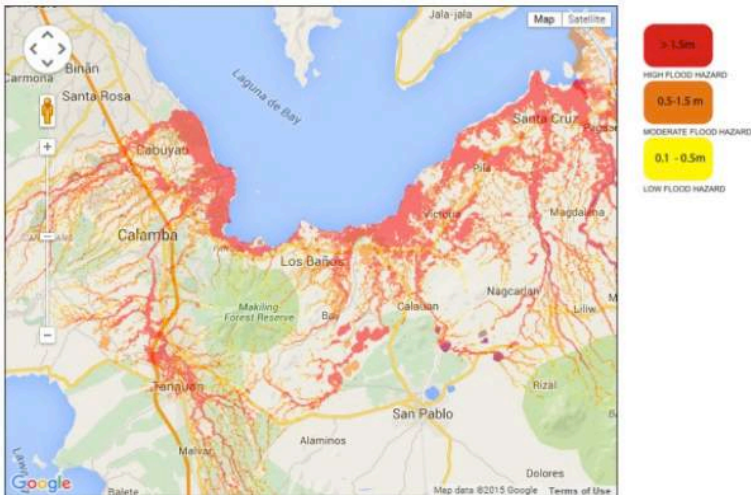 Jala-jala
Map Satellite
> 1.5m
HIGH FLOOD HAZARD
Carmona
Biñan
Santa Rosa
Laguna de Bay
0.5-1.5 m
MODERATE FLOOD HAZARD
Santa Cruz
Cabuyao
Pila
0.1 - 0.5m
LOW FLOOD HAZARD
Victoria
Magdalena
Calamba
Los Baños
Makiling
Forest Reserve
Bay
Calauan
Nagcarlan
Liliw
Tanauan
Rizal
San Pablo
Alaminos
Malvar
Dolores
Balete
Google
Map data ©2015 Google Terms of Use